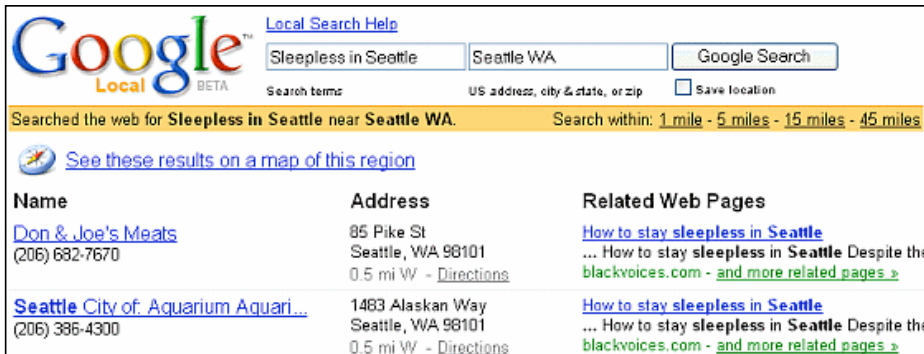 Local Search Help
Google™
Local BETA
Sleepless in Seattle Seattle WA Google Search
Search terms US address, city & state, or zip Save location
Searched the web for Sleepless in Seattle near Seattle WA. Search within: 1 mile - 5 miles - 15 miles - 45 miles
See these results on a map of this region
Name Address Related Web Pages
Don & Joe's Meats 85 Pike St How to stay sleepless in Seattle
(206) 682-7670 Seattle, WA 98101 ... How to stay sleepless in Seattle Despite the
0.5 mi W - Directions blackvoices.com - and more related pages »
Seattle City of: Aquarium Aquari... 1483 Alaskan Way How to stay sleepless in Seattle
(206) 386-4300 Seattle, WA 98101 ... How to stay sleepless in Seattle Despite the
0.5 mi W - Directions blackvoices.com - and more related pages »